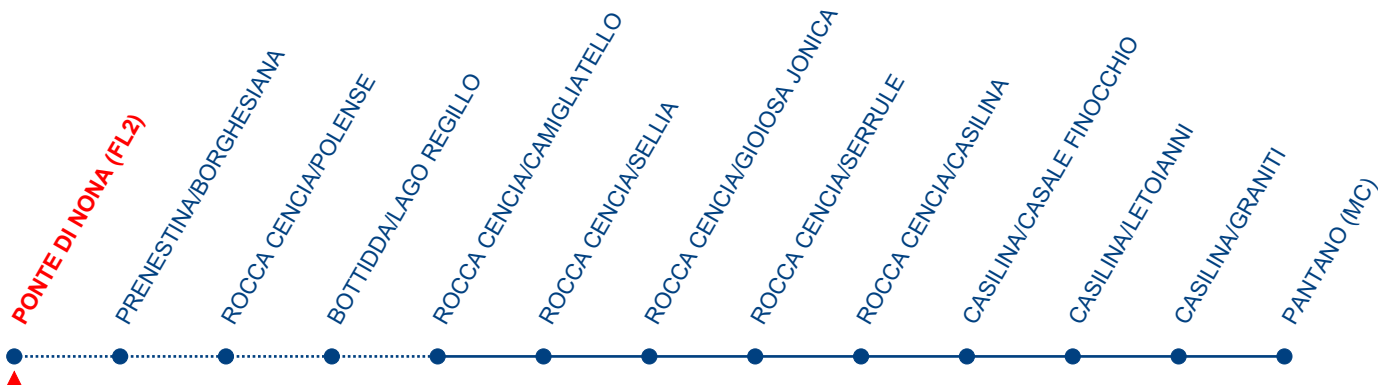 PONTE DI NONA (FL2)
PRENESTINA/BORGHESIANA
ROCCA CENCIA/POLENSE
BOTTIDDA/LAGO REGILLO
ROCCA CENCIA/CAMIGLIATELLO
ROCCA CENCIA/SELLIA
ROCCA CENCIA/GIOIOSA JONICA
ROCCA CENCIA/SERRULE
ROCCA CENCIA/CASILINA
CASILINA/CASALE FINOCCHIO
CASILINA/LETOIANNI
CASILINA/GRANITI
PANTANO (MC)